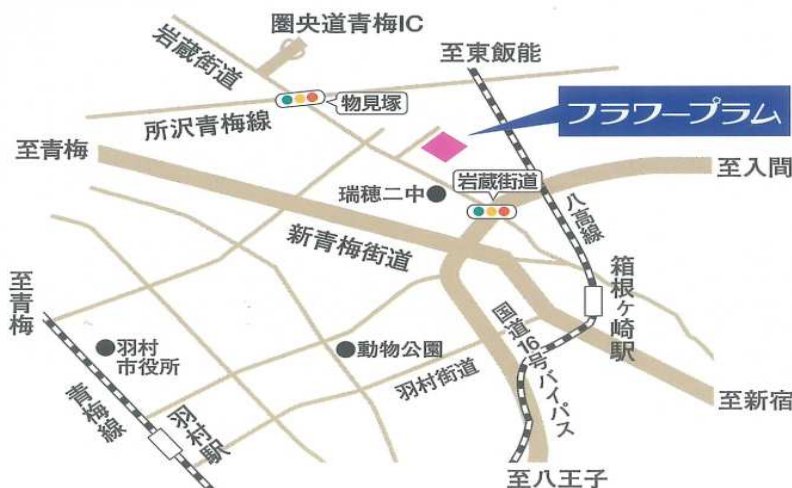 圏央道青梅IC
岩蔵街道
至東飯能
物見塚
所沢青梅線
フラワープラム
至青梅
至入間
岩蔵街道
瑞穂二中
八高線
新青梅街道
箱根ヶ崎駅
至青梅
国道16号バイパス
羽村
市役所
動物公園
羽村街道
青梅線
羽村駅
至新宿
至八王子